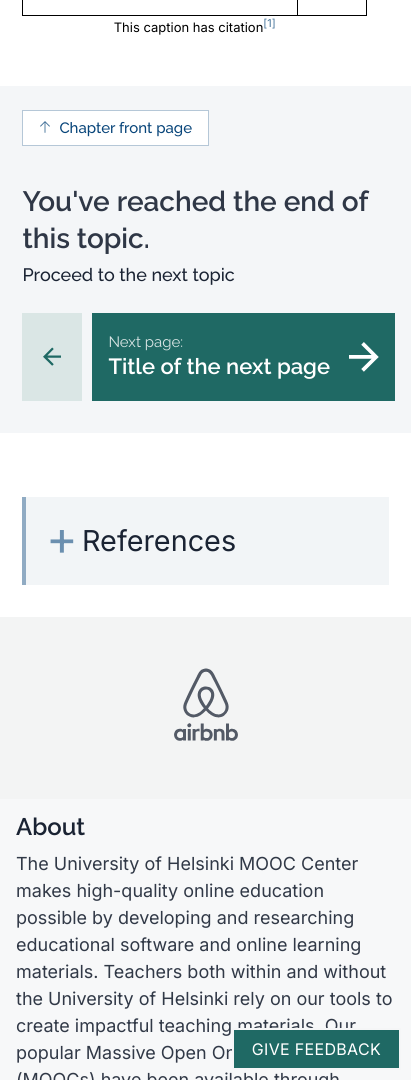 This caption has citation[1]
↑ Chapter front page
You've reached the end of
this topic.
Proceed to the next topic
Next page:
Title of the next page
References
airbnb
About
The University of Helsinki MOOC Center
makes high-quality online education
possible by developing and researching
educational software and online learning
materials. Teachers both within and without
the University of Helsinki rely on our tools to
create impactful teaching materials. Our
popular Massive Open
(MOOCs) have been available through
GIVE FEEDBACK